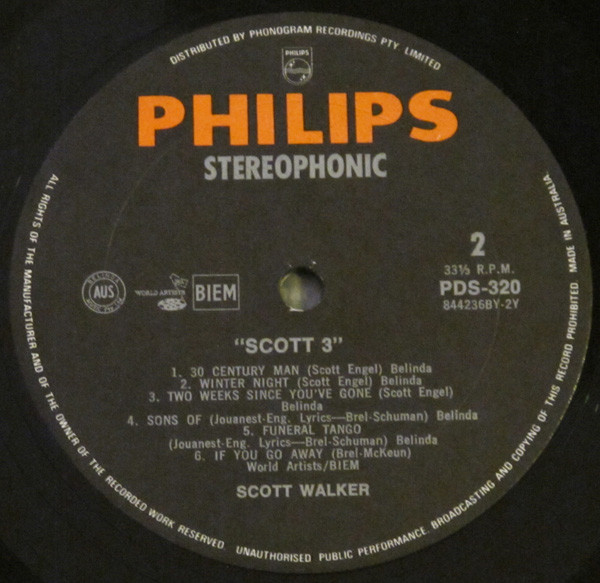 DISTRIBUTED BY PHONOGRAM RECORDINGS PTY. LIMITED
PHILIPS
PHILIPS
STEREOPHONIC
2
33⅓ R.P.M.
PDS-320
844236BY-2Y
BELINDA
AUS
WORLD ARTISTS
BIEM
"SCOTT 3"
1. 30 CENTURY MAN (Scott Engel) Belinda
2. WINTER NIGHT (Scott Engel) Belinda
3. TWO WEEKS SINCE YOU'VE GONE (Scott Engel)
Belinda
4. SONS OF (Jouanest-Eng. Lyrics—Brel-Schuman) Belinda
5. FUNERAL TANGO
(Jouanest-Eng. Lyrics—Brel-Schuman) Belinda
6. IF YOU GO AWAY (Brel-McKeun)
World Artists/BIEM
SCOTT WALKER
ALL RIGHTS OF THE MANUFACTURER AND OF THE OWNER OF THE RECORDED WORK RESERVED. UNAUTHORISED PUBLIC PERFORMANCE, BROADCASTING AND COPYING OF THIS RECORD PROHIBITED. MADE IN AUSTRALIA